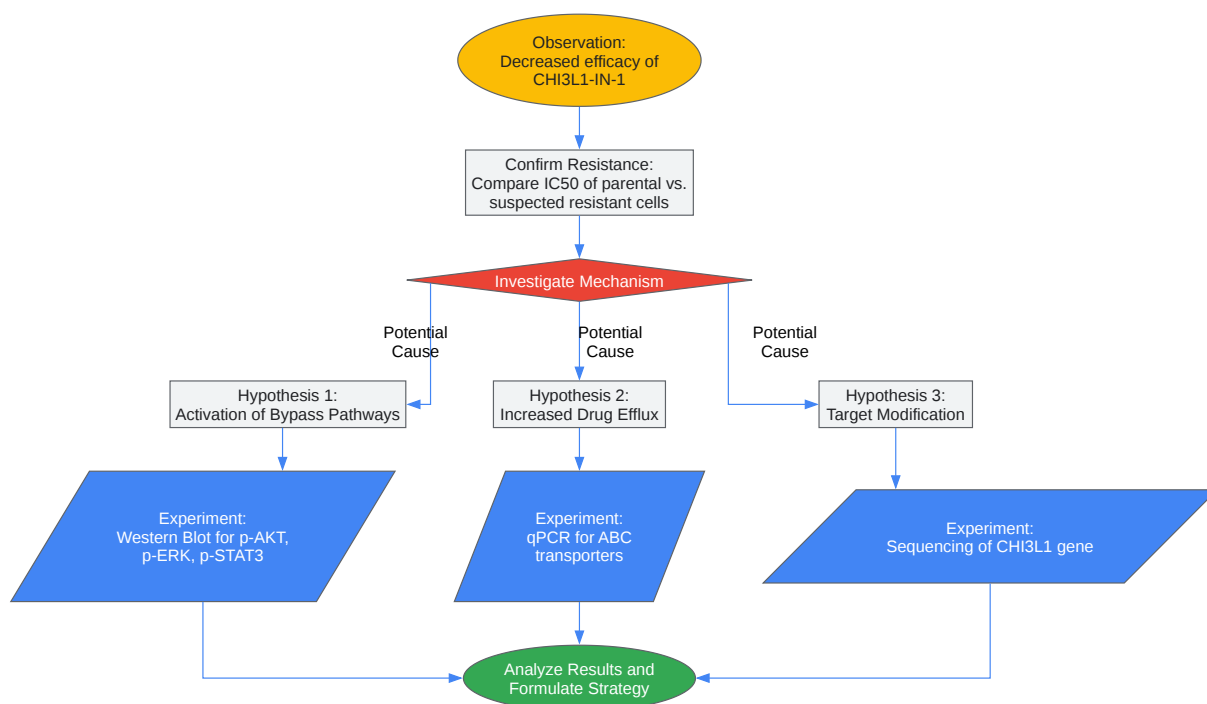 Observation:
Decreased efficacy of
CHI3L1-IN-1
Confirm Resistance:
Compare IC50 of parental vs.
suspected resistant cells
Investigate Mechanism
Potential
Cause
Potential
Cause
Potential
Cause
Hypothesis 1:
Activation of Bypass Pathways
Hypothesis 2:
Increased Drug Efflux
Hypothesis 3:
Target Modification
Experiment:
Western Blot for p-AKT,
p-ERK, p-STAT3
Experiment:
qPCR for ABC
transporters
Experiment:
Sequencing of CHI3L1 gene
Analyze Results and
Formulate Strategy